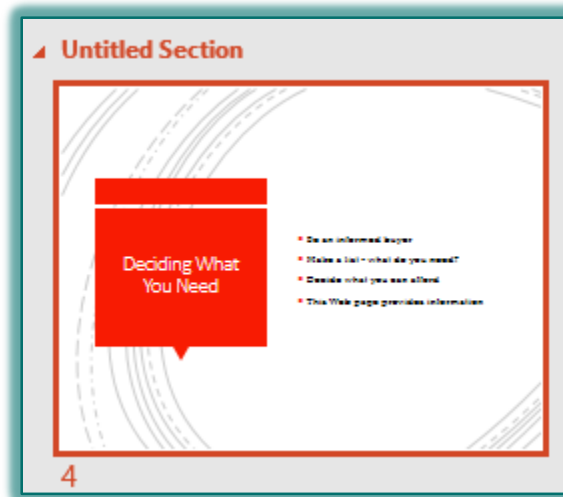 Untitled Section
Deciding What
You Need
Be an informed buyer
Make a list - what do you need?
Decide what you can afford
This Web page provides information
4